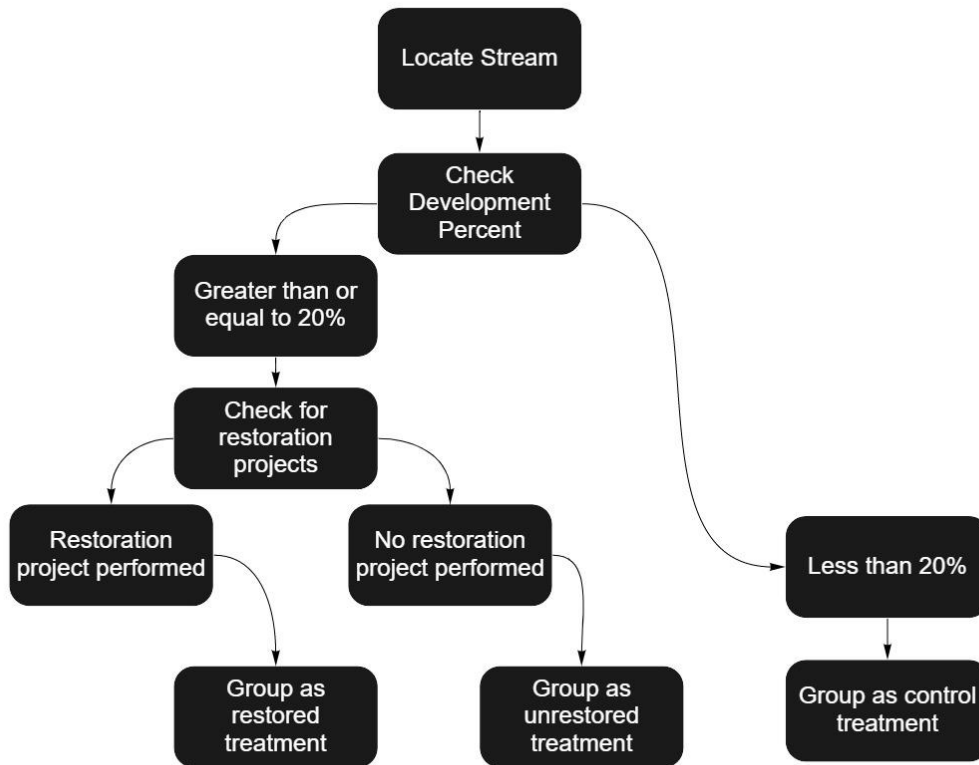 Locate Stream
Check
Development
Percent
Greater than or
equal to 20%
Check for
restoration
projects
Restoration
project performed
No restoration
project performed
Less than 20%
Group as
restored
treatment
Group as
unrestored
treatment
Group as control
treatment